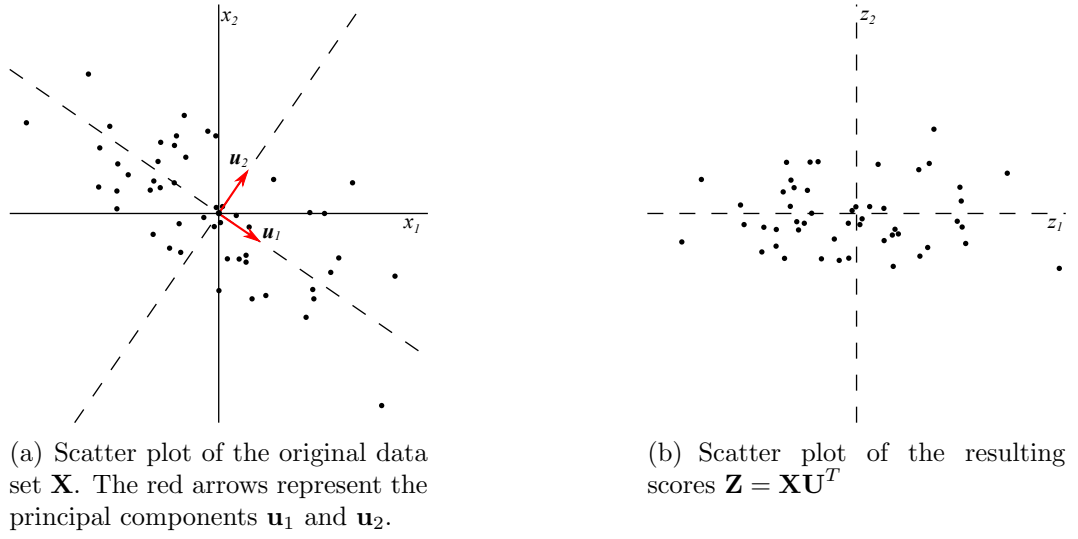 x₂
u₂
x₁
u₁
(a) Scatter plot of the original data
set X. The red arrows represent the
principal components u₁ and u₂.
z₂
z₁
(b) Scatter plot of the resulting
scores Z = XUᵀ